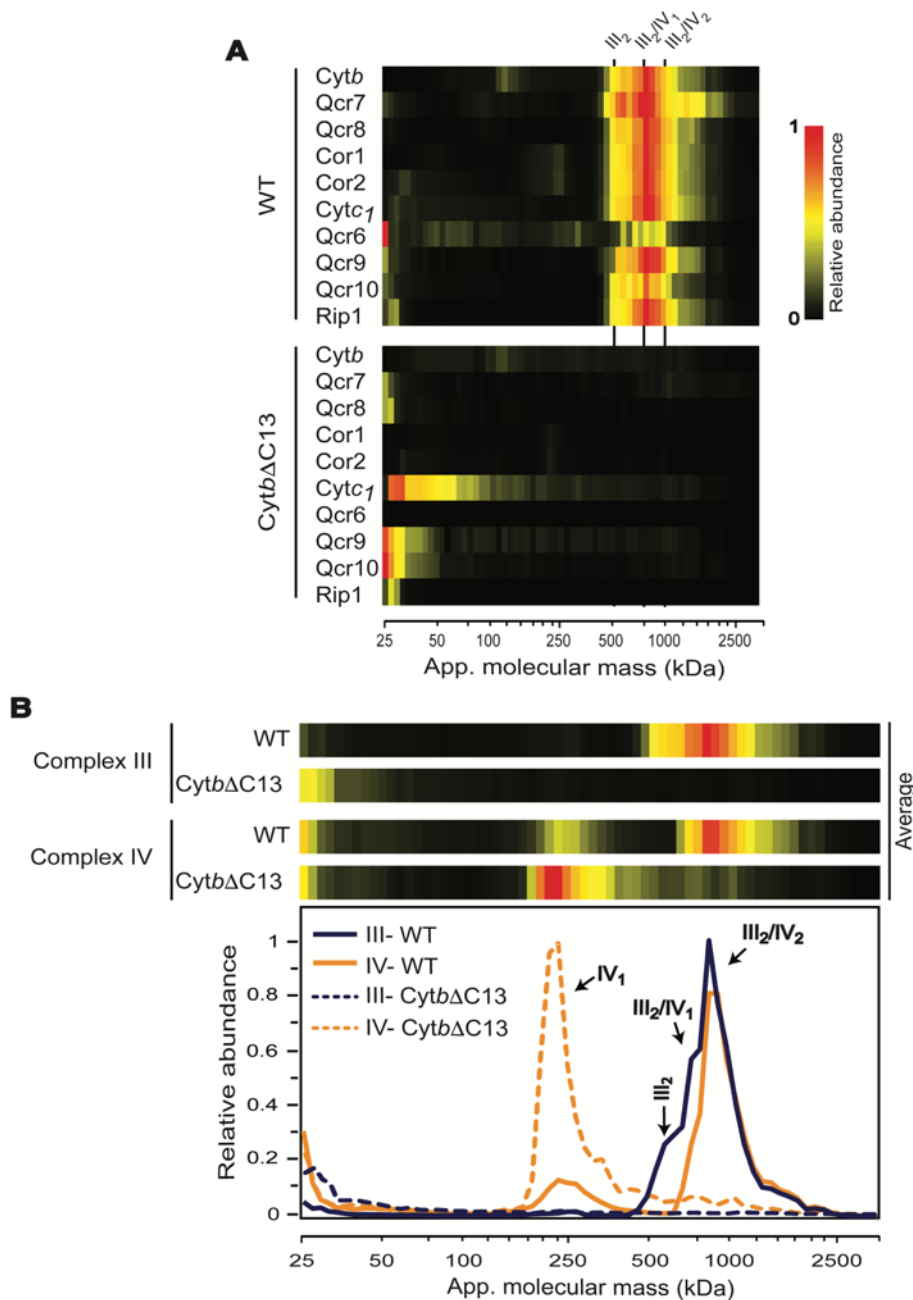 A
III2 III2/IV1 III2/IV2
WT
Cytb
Qcr7
Qcr8
Cor1
Cor2
Cytc1
Qcr6
Qcr9
Qcr10
Rip1
1
0
Relative abundance
CytbΔC13
Cytb
Qcr7
Qcr8
Cor1
Cor2
Cytc1
Qcr6
Qcr9
Qcr10
Rip1
25 50 100 250 500 1000 2500
App. molecular mass (kDa)
B
Complex III
WT
CytbΔC13
Complex IV
WT
CytbΔC13
Average
Relative abundance
1
0.8
0.6
0.4
0.2
0
III- WT
IV- WT
III- CytbΔC13
IV- CytbΔC13
IV1
III2
III2/IV1
III2/IV2
25 50 100 250 500 1000 2500
App. molecular mass (kDa)